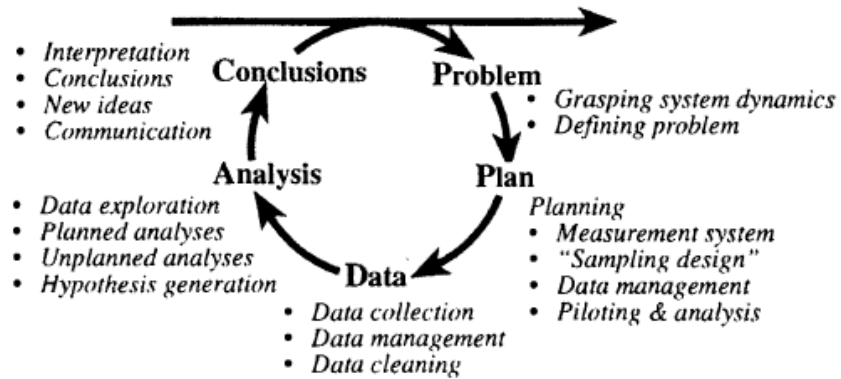 Conclusions
• Interpretation
• Conclusions
• New ideas
• Communication
Problem
• Grasping system dynamics
• Defining problem
Plan
Planning
• Measurement system
• “Sampling design”
• Data management
• Piloting & analysis
Data
• Data collection
• Data management
• Data cleaning
Analysis
• Data exploration
• Planned analyses
• Unplanned analyses
• Hypothesis generation